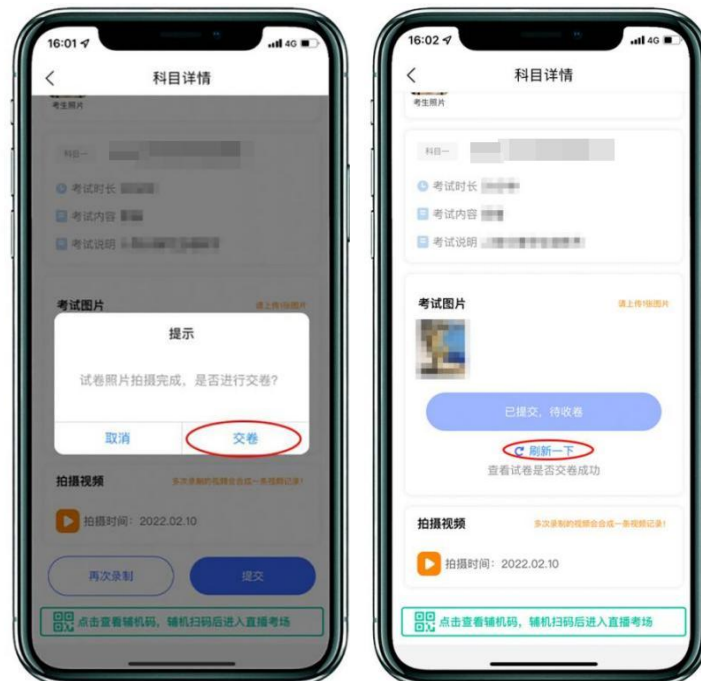 16:01
4G
科目详情
考生照片
科目一
考试时长
考试内容
考试说明
考试图片
请上传1张图片
提示
试卷照片拍摄完成，是否进行交卷?
取消
交卷
拍摄视频
多次录制的视频会合成一条视频记录!
拍摄时间：2022.02.10
再次录制
提交
点击查看辅机码，辅机扫码后进入直播考场
16:02
4G
科目详情
考生照片
科目一
考试时长
考试内容
考试说明
考试图片
请上传1张图片
已提交，待收卷
刷新一下
查看试卷是否交卷成功
拍摄视频
多次录制的视频会合成一条视频记录!
拍摄时间：2022.02.10
点击查看辅机码，辅机扫码后进入直播考场